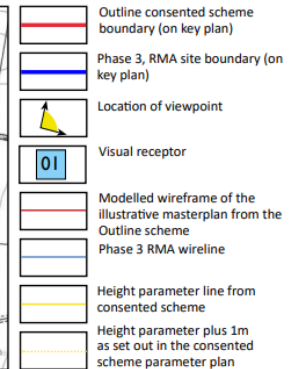 Outline consented scheme
boundary (on key plan)
Phase 3, RMA site boundary (on
key plan)
Location of viewpoint
Visual receptor
01
Modelled wireframe of the
illustrative masterplan from the
Outline scheme
Phase 3 RMA wireline
Height parameter line from
consented scheme
Height parameter plus 1m
as set out in the consented
scheme parameter plan